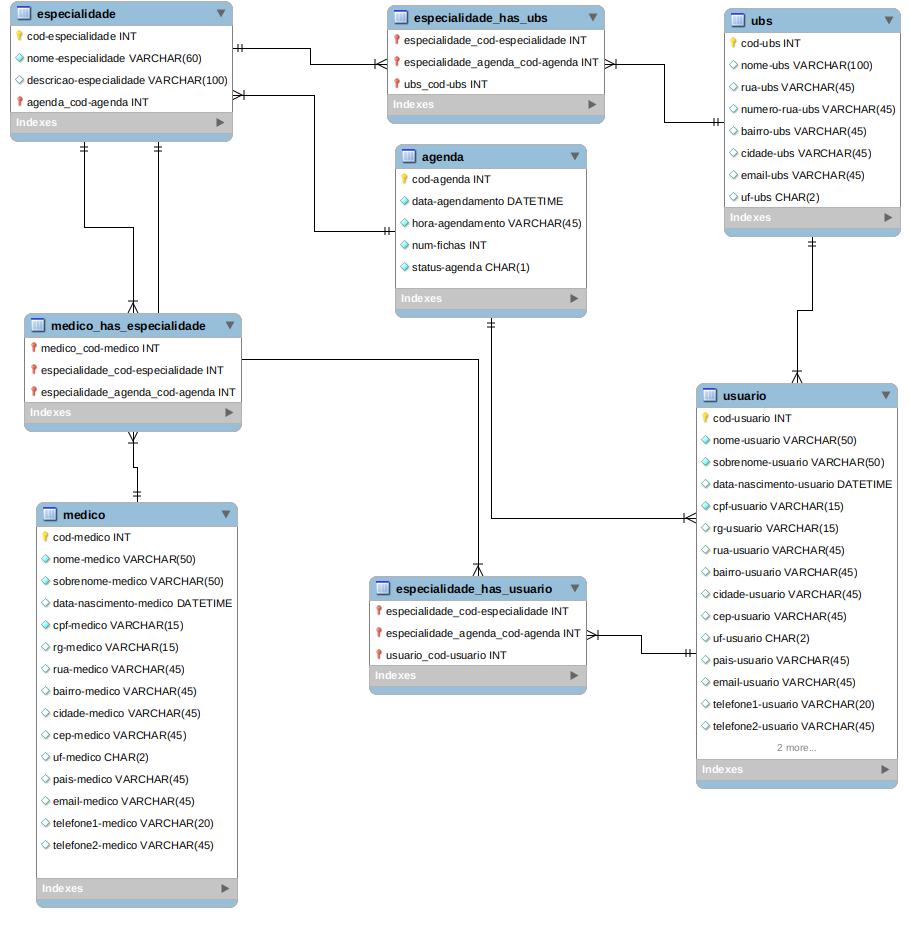 especialidade
cod-especialidade INT
nome-especialidade VARCHAR(60)
descricao-especialidade VARCHAR(100)
agenda_cod-agenda INT
Indexes
especialidade_has_ubs
especialidade_cod-especialidade INT
especialidade_agenda_cod-agenda INT
ubs_cod-ubs INT
Indexes
ubs
cod-ubs INT
nome-ubs VARCHAR(100)
rua-ubs VARCHAR(45)
numero-rua-ubs VARCHAR(45)
bairro-ubs VARCHAR(45)
cidade-ubs VARCHAR(45)
email-ubs VARCHAR(45)
uf-ubs CHAR(2)
Indexes
agenda
cod-agenda INT
data-agendamento DATETIME
hora-agendamento VARCHAR(45)
num-fichas INT
status-agenda CHAR(1)
Indexes
medico_has_especialidade
medico_cod-medico INT
especialidade_cod-especialidade INT
especialidade_agenda_cod-agenda INT
Indexes
usuario
cod-usuario INT
nome-usuario VARCHAR(50)
sobrenome-usuario VARCHAR(50)
data-nascimento-usuario DATETIME
cpf-usuario VARCHAR(15)
rg-usuario VARCHAR(15)
rua-usuario VARCHAR(45)
bairro-usuario VARCHAR(45)
cidade-usuario VARCHAR(45)
cep-usuario VARCHAR(45)
uf-usuario CHAR(2)
pais-usuario VARCHAR(45)
email-usuario VARCHAR(45)
telefone1-usuario VARCHAR(20)
telefone2-usuario VARCHAR(45)
2 more...
Indexes
medico
cod-medico INT
nome-medico VARCHAR(50)
sobrenome-medico VARCHAR(50)
data-nascimento-medico DATETIME
cpf-medico VARCHAR(15)
rg-medico VARCHAR(15)
rua-medico VARCHAR(45)
bairro-medico VARCHAR(45)
cidade-medico VARCHAR(45)
cep-medico VARCHAR(45)
uf-medico CHAR(2)
pais-medico VARCHAR(45)
email-medico VARCHAR(45)
telefone1-medico VARCHAR(20)
telefone2-medico VARCHAR(45)
Indexes
especialidade_has_usuario
especialidade_cod-especialidade INT
especialidade_agenda_cod-agenda INT
usuario_cod-usuario INT
Indexes